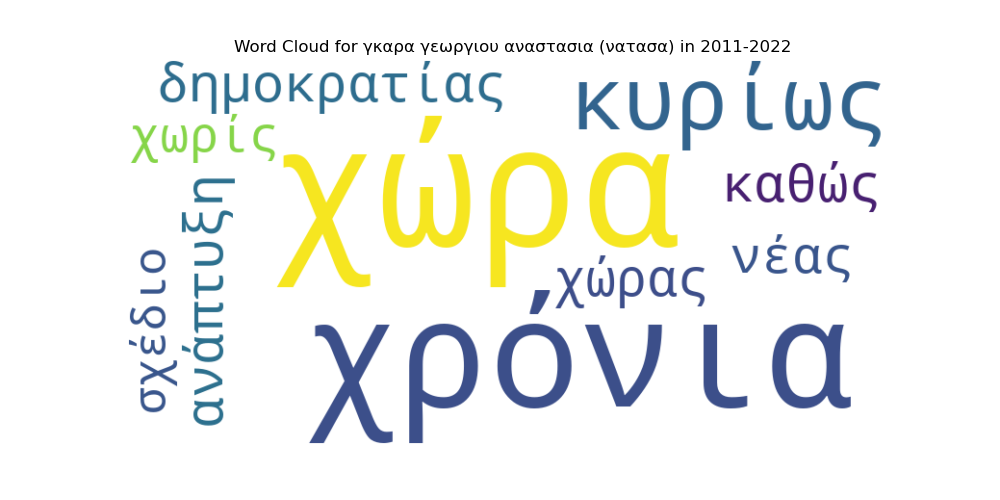 Word Cloud for γκαρα γεωργιου αναστασια (νατασα) in 2011-2022
δημοκρατίας
κυρίως
χωρίς
χώρα
καθώς
ανάπτυξη
νέας
σχέδιο
χώρας
χρόνια